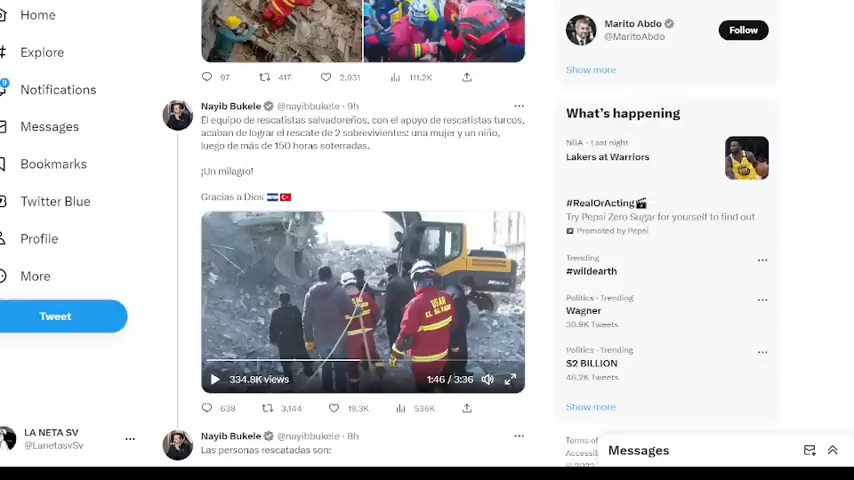 Home
Explore
9
Notifications
Messages
Bookmarks
Twitter Blue
Profile
More
Tweet
LA NETA SV
@LanetasvSv
97
417
2,931
111.2K
Nayib Bukele @nayibbukele · 9h
El equipo de rescatistas salvadoreños, con el apoyo de rescatistas turcos,
acaban de lograr el rescate de 2 sobrevivientes: una mujer y un niño,
luego de más de 150 horas soterradas.
¡Un milagro!
Gracias a Dios
USAR
EL SALVADOR
334.8K views
1:46 / 3:36
638
3,144
19.3K
536K
Nayib Bukele @nayibbukele · 8h
Las personas rescatadas son:
Marito Abdo
@MaritoAbdo
Follow
Show more
What's happening
NBA · Last night
Lakers at Warriors
#RealOrActing
Try Pepsi Zero Sugar for yourself to find out
Promoted by Pepsi
Trending
#wildearth
Politics · Trending
Wagner
30.9K Tweets
Politics · Trending
$2 BILLION
46.2K Tweets
Show more
Terms of
Messages